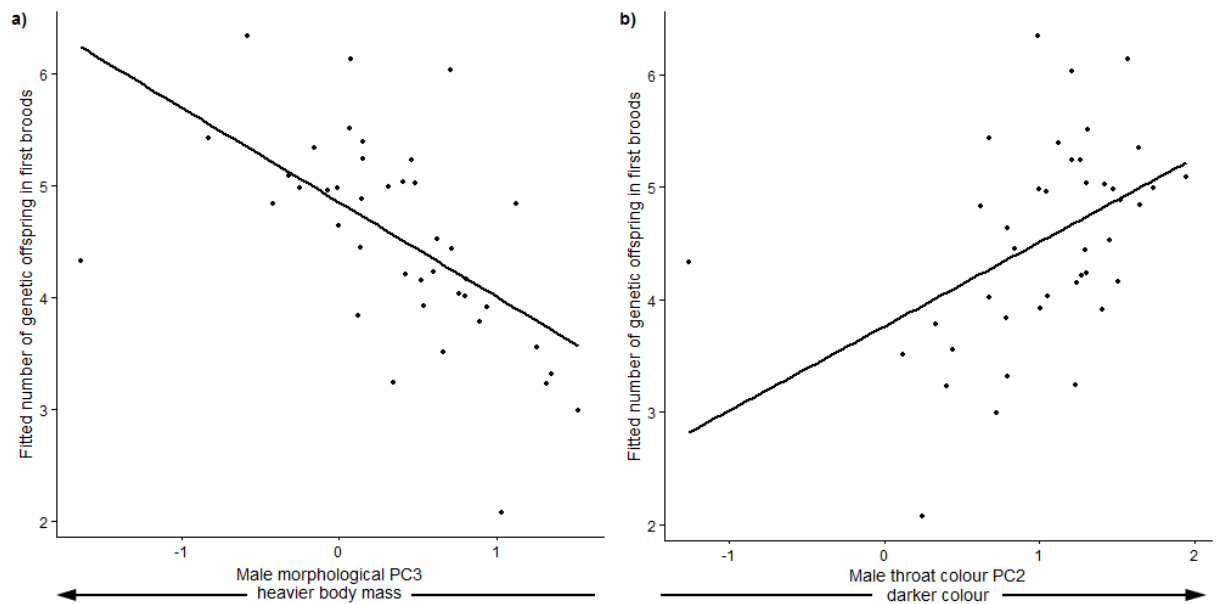 a)
Fitted number of genetic offspring in first broods
6
5
4
3
2
-1
0
1
Male morphological PC3
heavier body mass
b)
Fitted number of genetic offspring in first broods
6
5
4
3
2
-1
0
1
2
Male throat colour PC2
darker colour